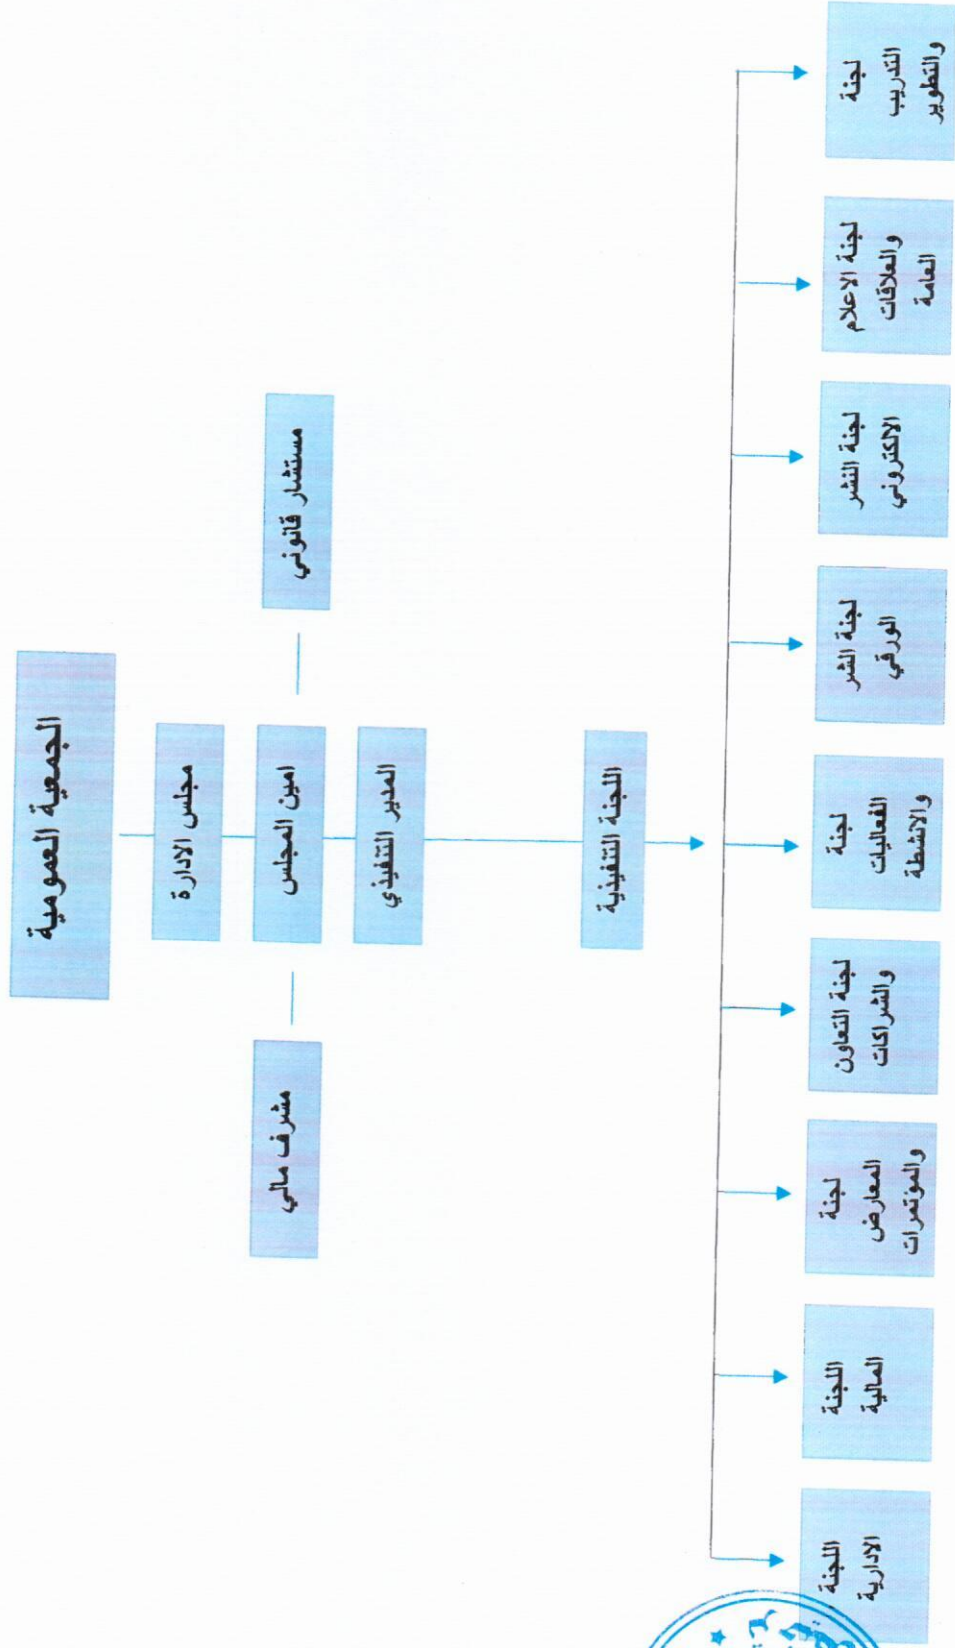 الجمعية العمومية
مجلس الادارة
مستشار قانوني
امين المجلس
مشرف مالي
المدير التنفيذي
اللجنة التنفيذية
لجنة
التدريب
والتطوير
لجنة الاعلام
والعلاقات
العامة
لجنة النشر
الالكتروني
لجنة الشر
الورقي
لجنة
الفعاليات
والانشطة
لجنة التعاون
والشراكات
لجنة
المعارض
والمؤتمرات
اللجنة
المالية
اللجنة
الادارية